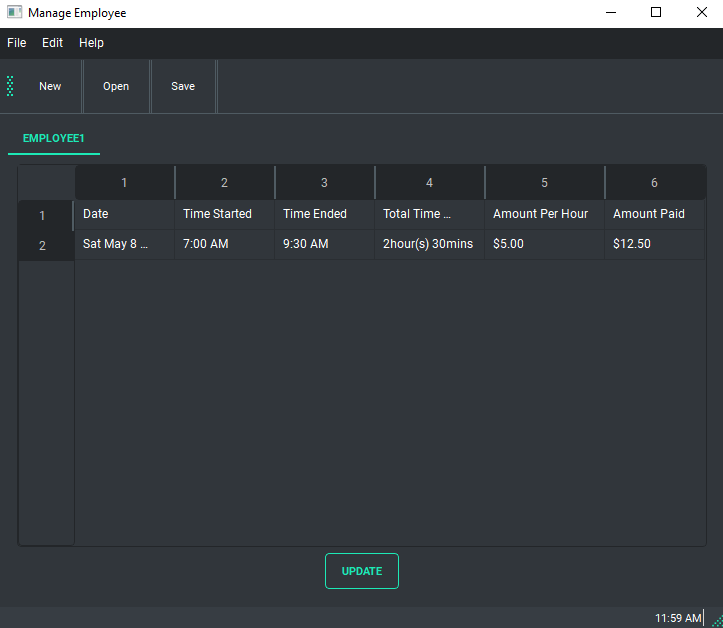 Manage Employee
File Edit Help
New Open Save
EMPLOYEE1
1 2 3 4 5 6
1 Date Time Started Time Ended Total Time ... Amount Per Hour Amount Paid
2 Sat May 8 ... 7:00 AM 9:30 AM 2hour(s) 30mins $5.00 $12.50
UPDATE
11:59 AM